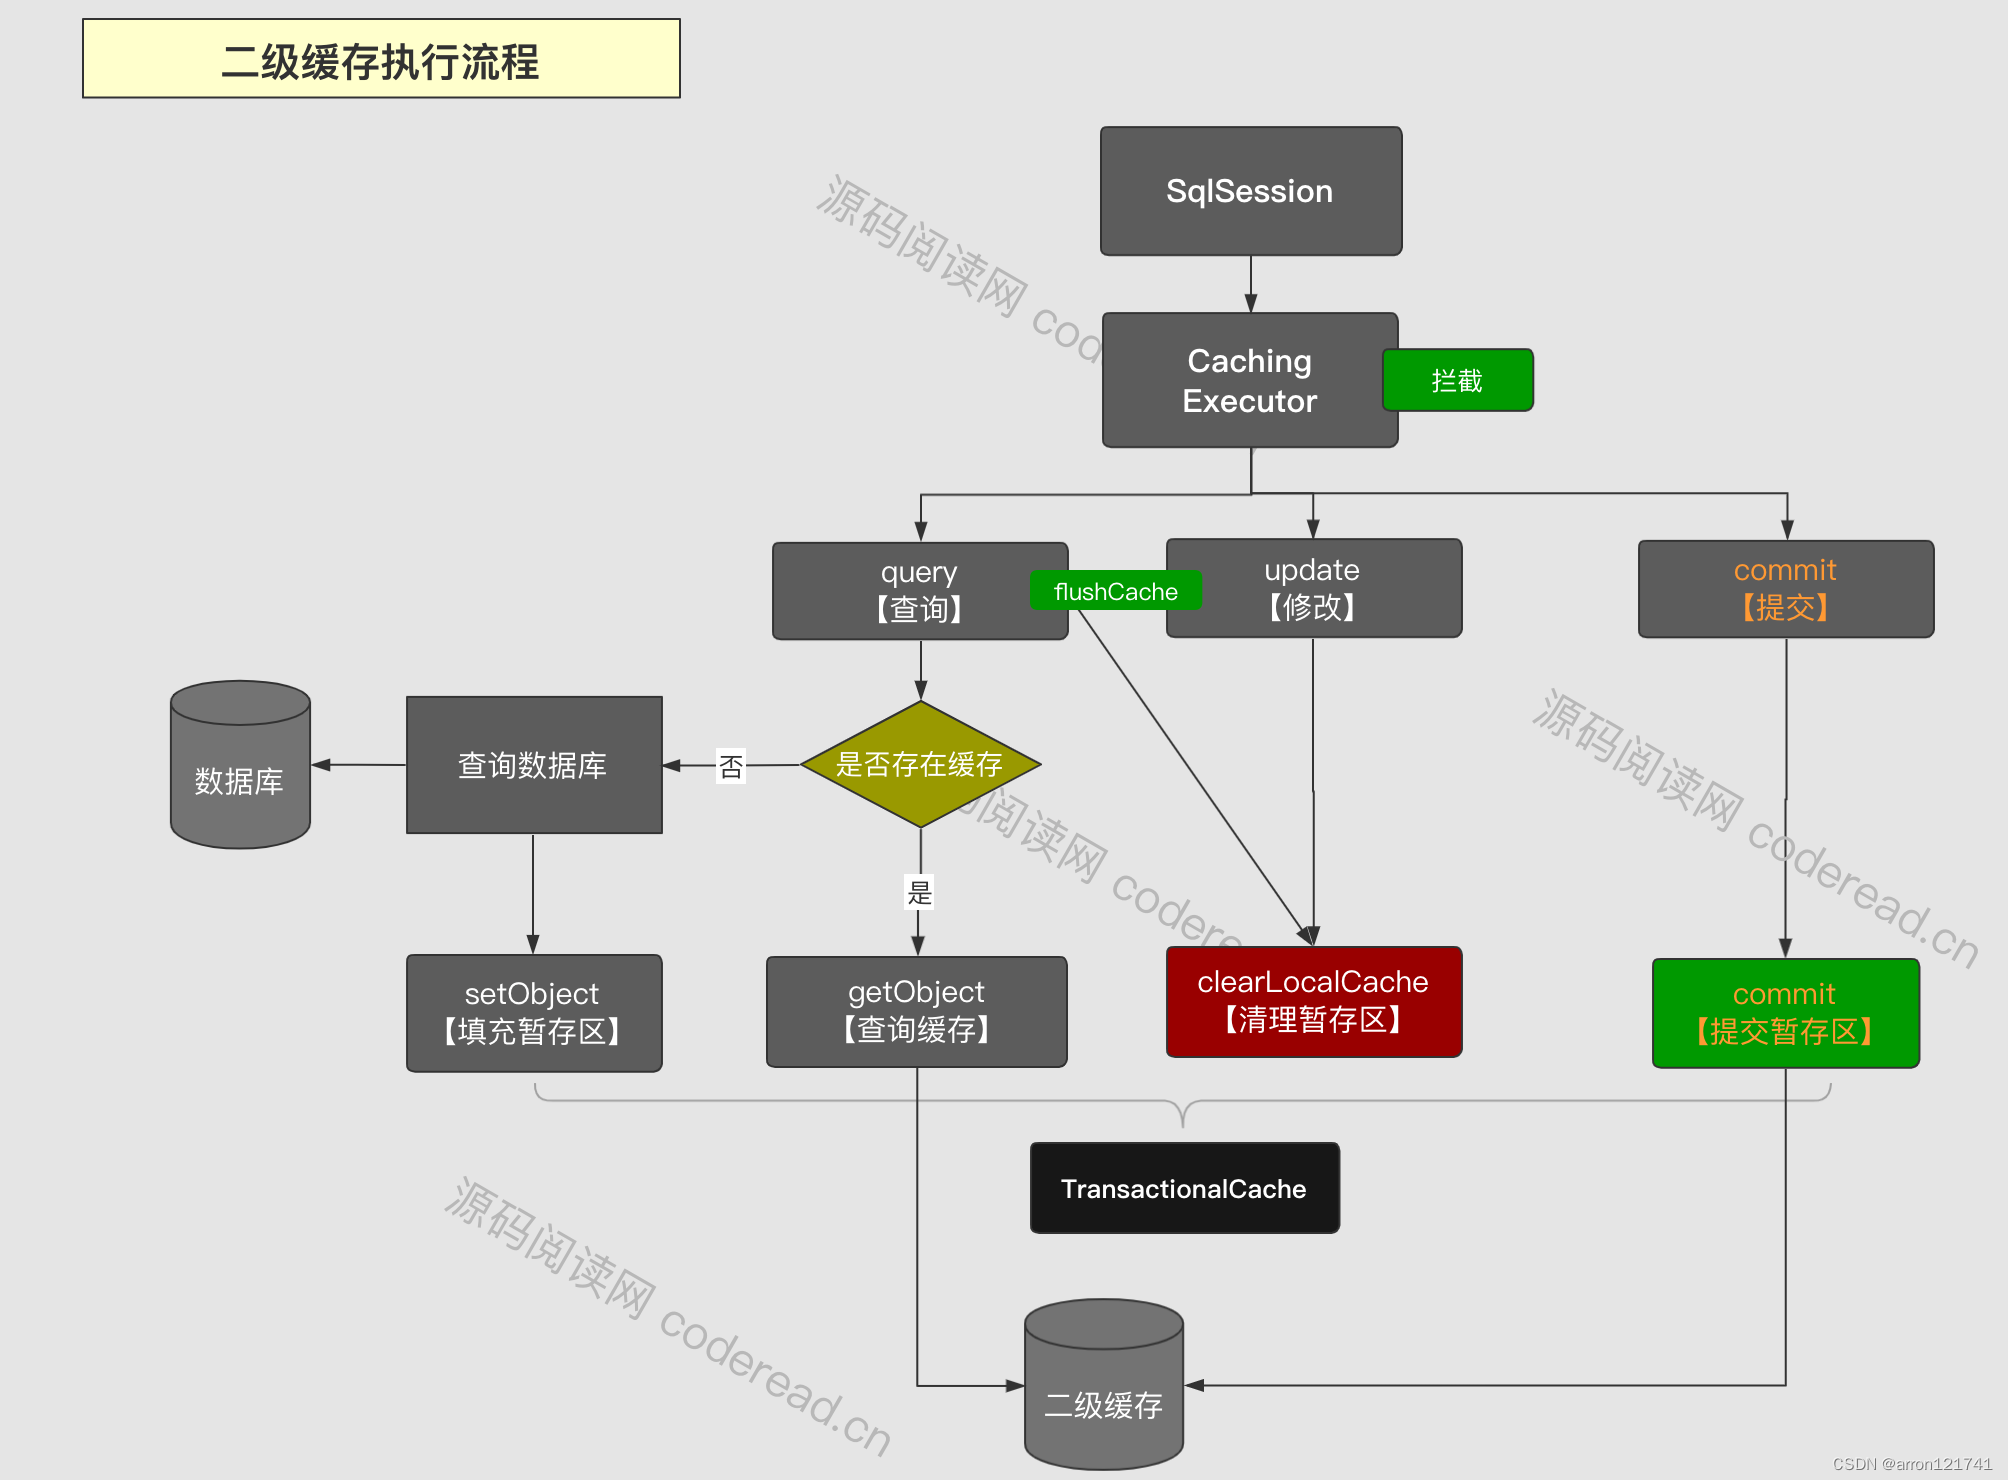 二级缓存执行流程
SqlSession
源码阅读网 cod
Caching
Executor
拦截
query
【查询】
flushCache
update
【修改】
commit
【提交】
数据库
查询数据库
否
是否存在缓存
源码阅读网 coderead.cn
阅读网 codere
是
setObject
【填充暂存区】
getObject
【查询缓存】
clearLocalCache
【清理暂存区】
commit
【提交暂存区】
TransactionalCache
源码阅读网 coderead.cn
二级缓存
CSDN @arron121741